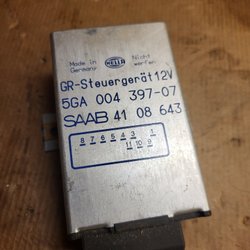 Made in Germany
HELLA
Nicht werfen
GR-Steuergerät 12V
5GA 004 397-07
SAAB 41 08 643
8 7 6 5 4 3 1
11 10 9